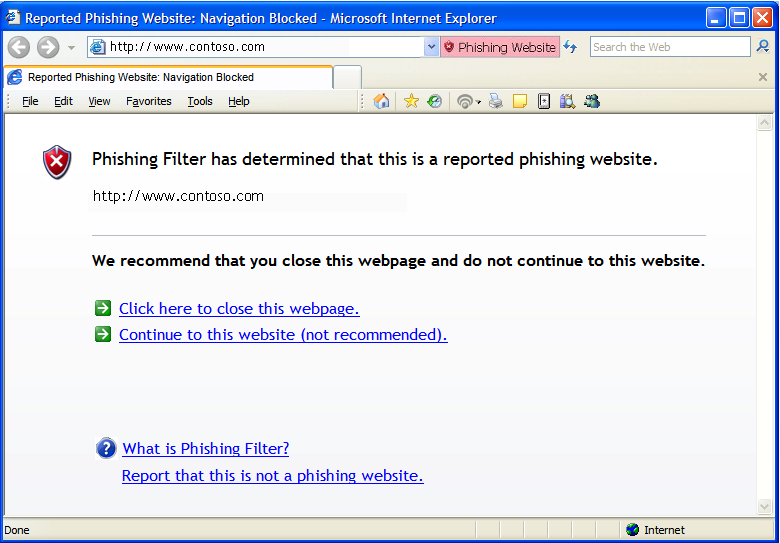 Reported Phishing Website: Navigation Blocked - Microsoft Internet Explorer
http://www.contoso.com Phishing Website Search the Web
Reported Phishing Website: Navigation Blocked
File Edit View Favorites Tools Help
Phishing Filter has determined that this is a reported phishing website.
http://www.contoso.com
We recommend that you close this webpage and do not continue to this website.
Click here to close this webpage.
Continue to this website (not recommended).
What is Phishing Filter?
Report that this is not a phishing website.
Done Internet